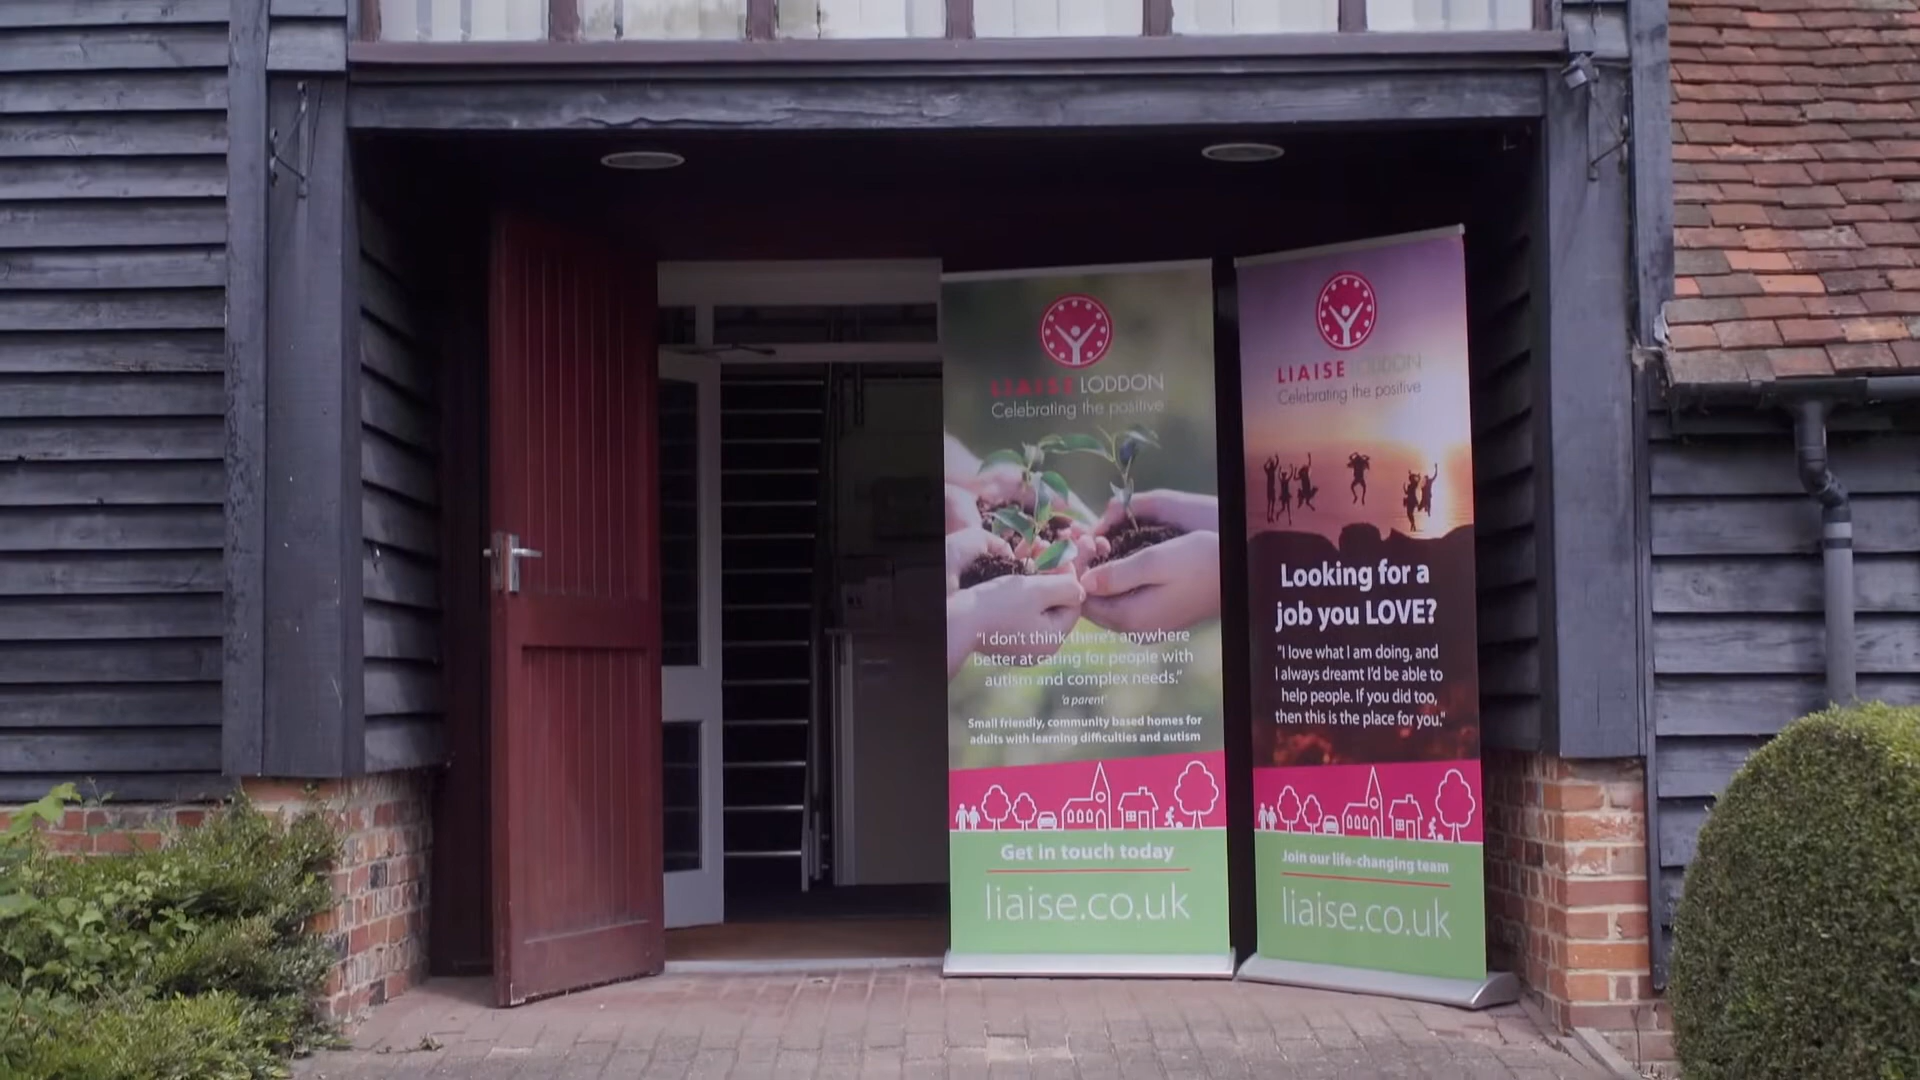 LIAISE LODDON
Celebrating the positive
"I don't think there's anywhere
better at caring for people with
autism and complex needs."
'a parent'
Small friendly, community based homes for
adults with learning difficulties and autism
Get in touch today
liaise.co.uk
LIAISE LODDON
Celebrating the positive
Looking for a
job you LOVE?
"I love what I am doing, and
I always dreamt I'd be able to
help people. If you did too,
then this is the place for you."
Join our life-changing team
liaise.co.uk